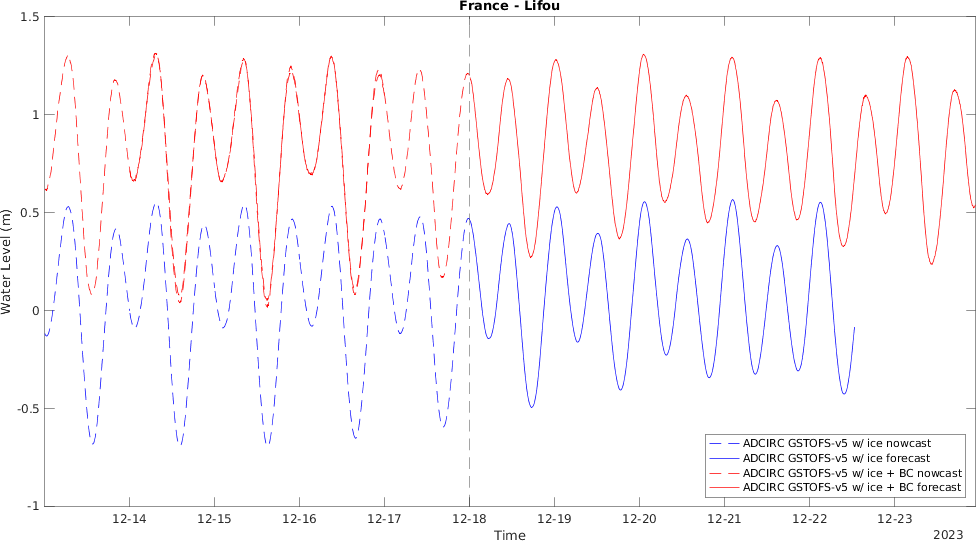 France - Lifou
1.5
1
0.5
0
-0.5
-1
Water Level (m)
12-14 12-15 12-16 12-17 12-18 12-19 12-20 12-21 12-22 12-23
Time
2023
ADCIRC GSTOFS-v5 w/ ice nowcast
ADCIRC GSTOFS-v5 w/ ice forecast
ADCIRC GSTOFS-v5 w/ ice + BC nowcast
ADCIRC GSTOFS-v5 w/ ice + BC forecast